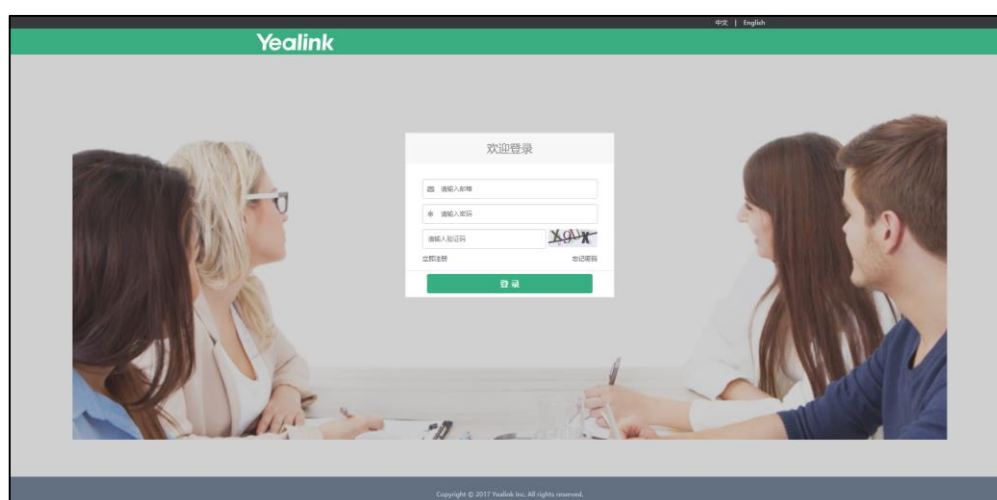 中文 | English
Yealink
欢迎登录
请输入邮箱
请输入密码
请输入验证码
立即注册 忘记密码
登 录
Copyright © 2017 Yealink Inc. All rights reserved.